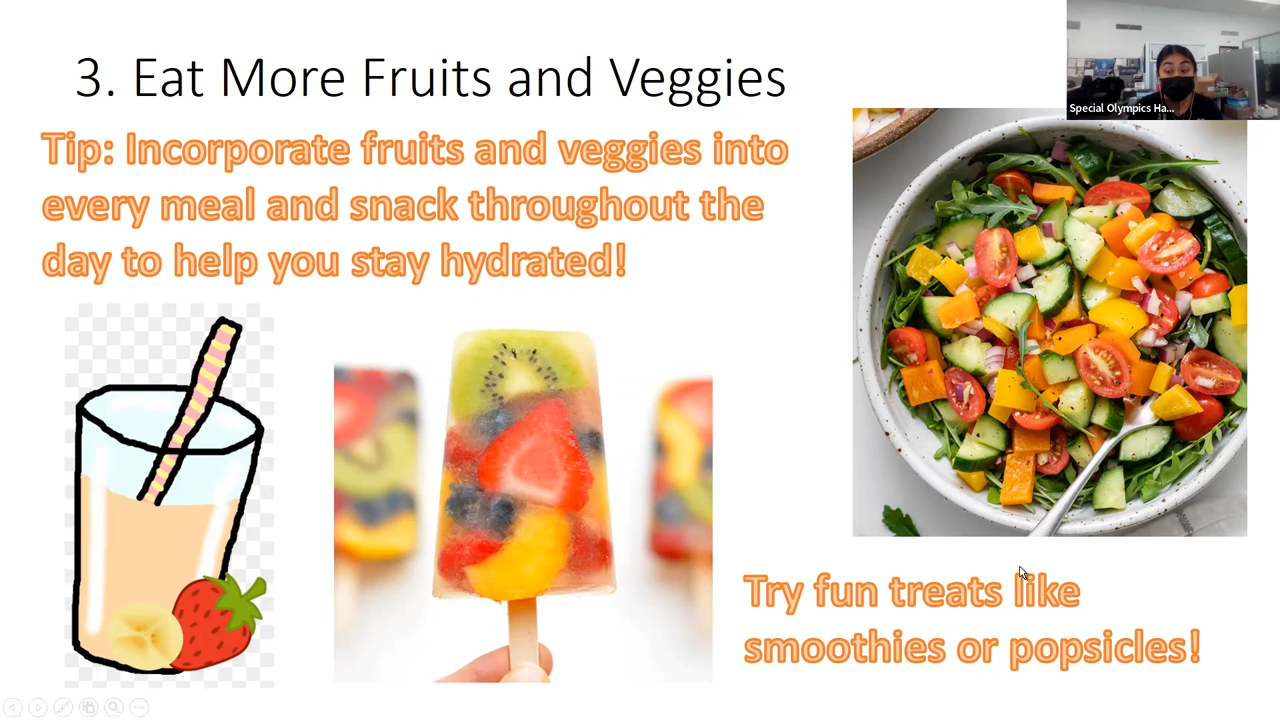 3. Eat More Fruits and Veggies
Special Olympics Ha...
Tip: Incorporate fruits and veggies into
every meal and snack throughout the
day to help you stay hydrated!
Try fun treats like
smoothies or popsicles!